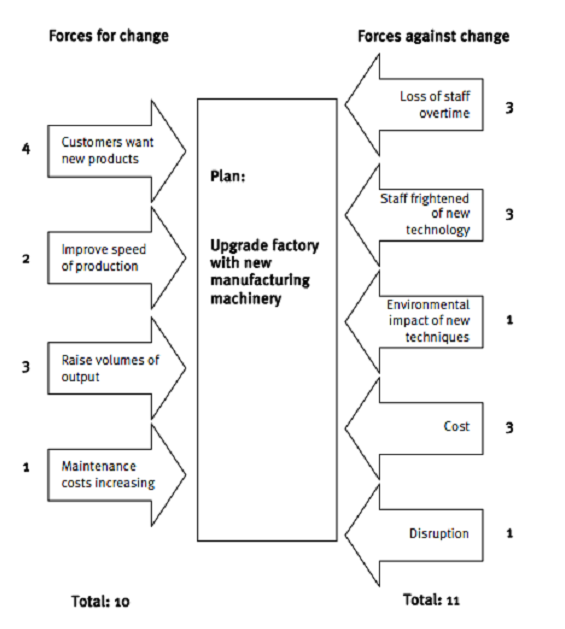 Forces for change
Forces against change
4
Customers want
new products
2
Improve speed
of production
3
Raise volumes of
output
1
Maintenance
costs increasing
Total: 10
Plan:
Upgrade factory
with new
manufacturing
machinery
Loss of staff
overtime
3
Staff frightened
of new
technology
3
Environmental
impact of new
techniques
1
Cost
3
Disruption
1
Total: 11